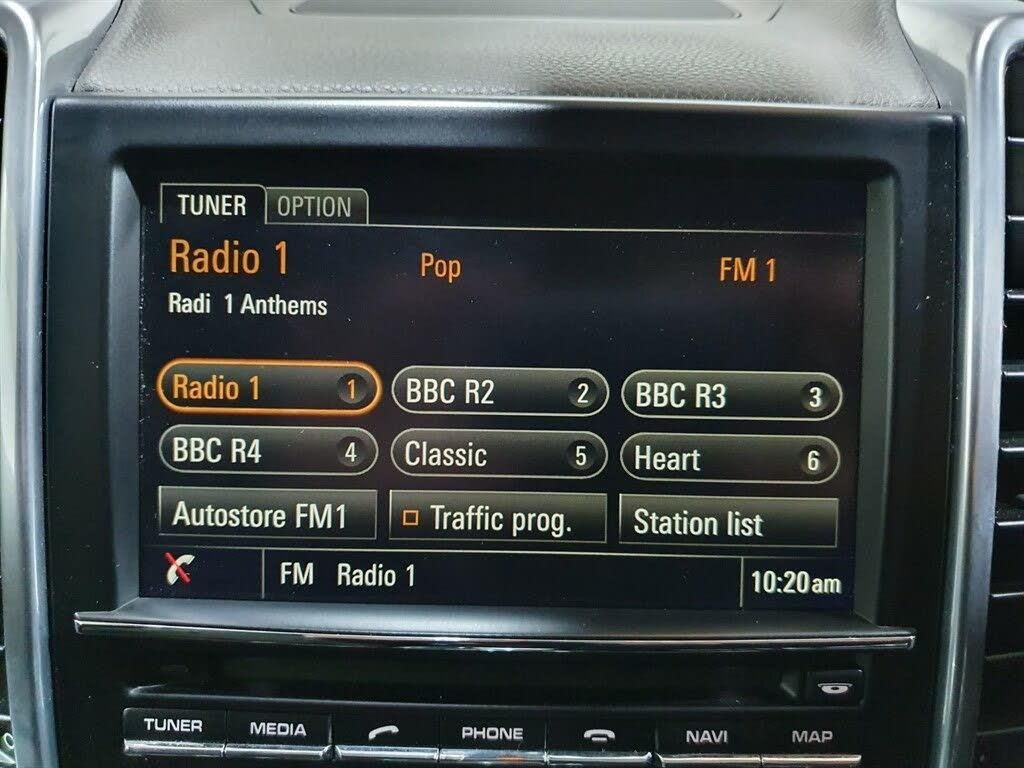 TUNER OPTION
Radio 1 Pop FM 1
Radi 1 Anthems
Radio 1 1 BBC R2 2 BBC R3 3
BBC R4 4 Classic 5 Heart 6
Autostore FM1 Traffic prog. Station list
FM Radio 1 10:20am
TUNER MEDIA PHONE NAVI MAP